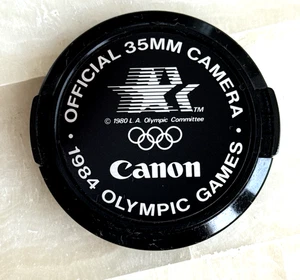 • OFFICIAL 35MM CAMERA •
TM
© 1980 L.A. Olympic Committee
Canon
1984 OLYMPIC GAMES